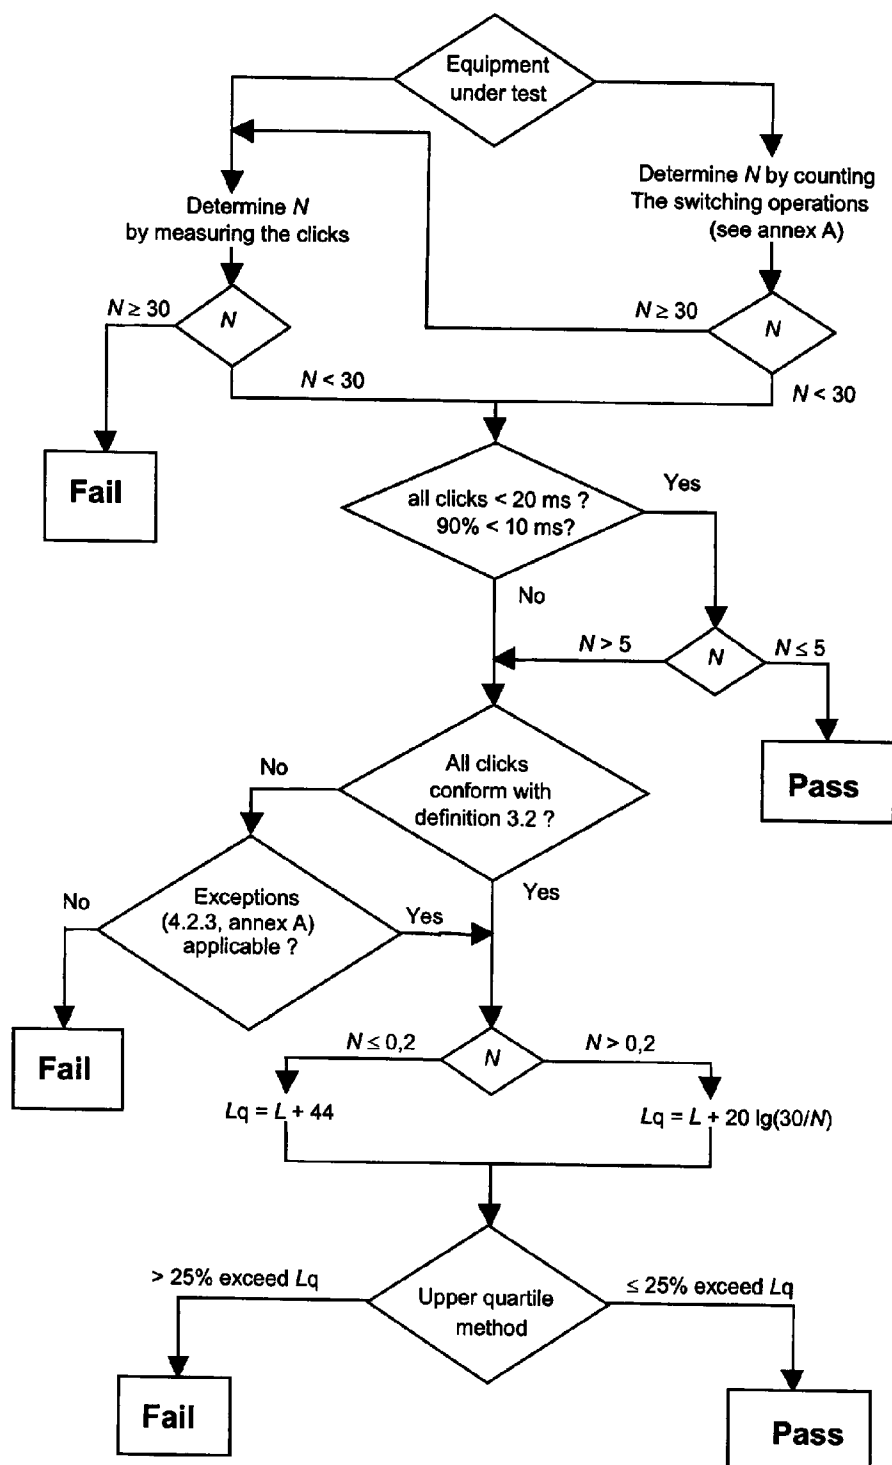 Equipment
under test
Determine N by counting
The switching operations
(see annex A)
Determine N
by measuring the clicks
N ≥ 30
N
N ≥ 30
N
N < 30
N < 30
Fail
all clicks < 20 ms ?
90% < 10 ms?
Yes
No
N > 5
N
N ≤ 5
Pass
All clicks
conform with
definition 3.2 ?
No
Yes
Exceptions
(4.2.3, annex A)
applicable ?
No
Yes
Fail
N ≤ 0,2
N
N > 0,2
Lq = L + 44
Lq = L + 20 lg(30/N)
> 25% exceed Lq
Upper quartile
method
≤ 25% exceed Lq
Fail
Pass